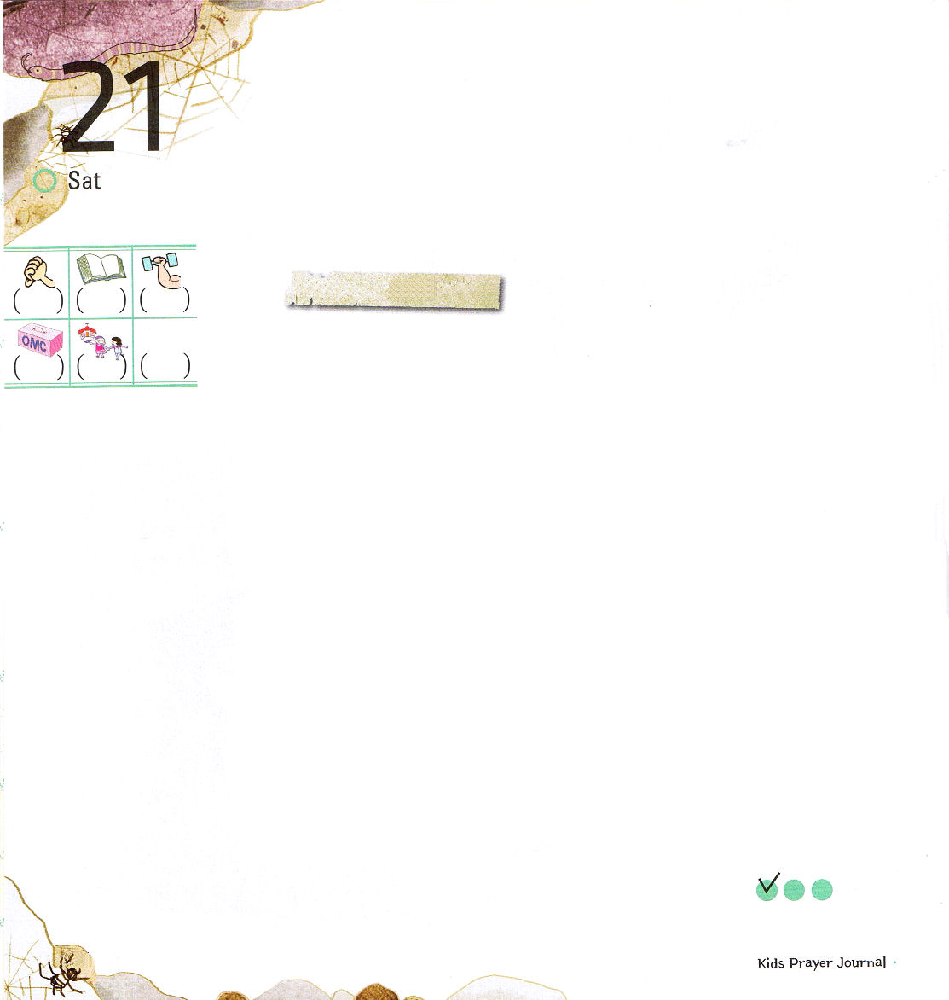 21
Sat
( ) ( ) ( )
OMC
( ) ( ) ( )
Kids Prayer Journal